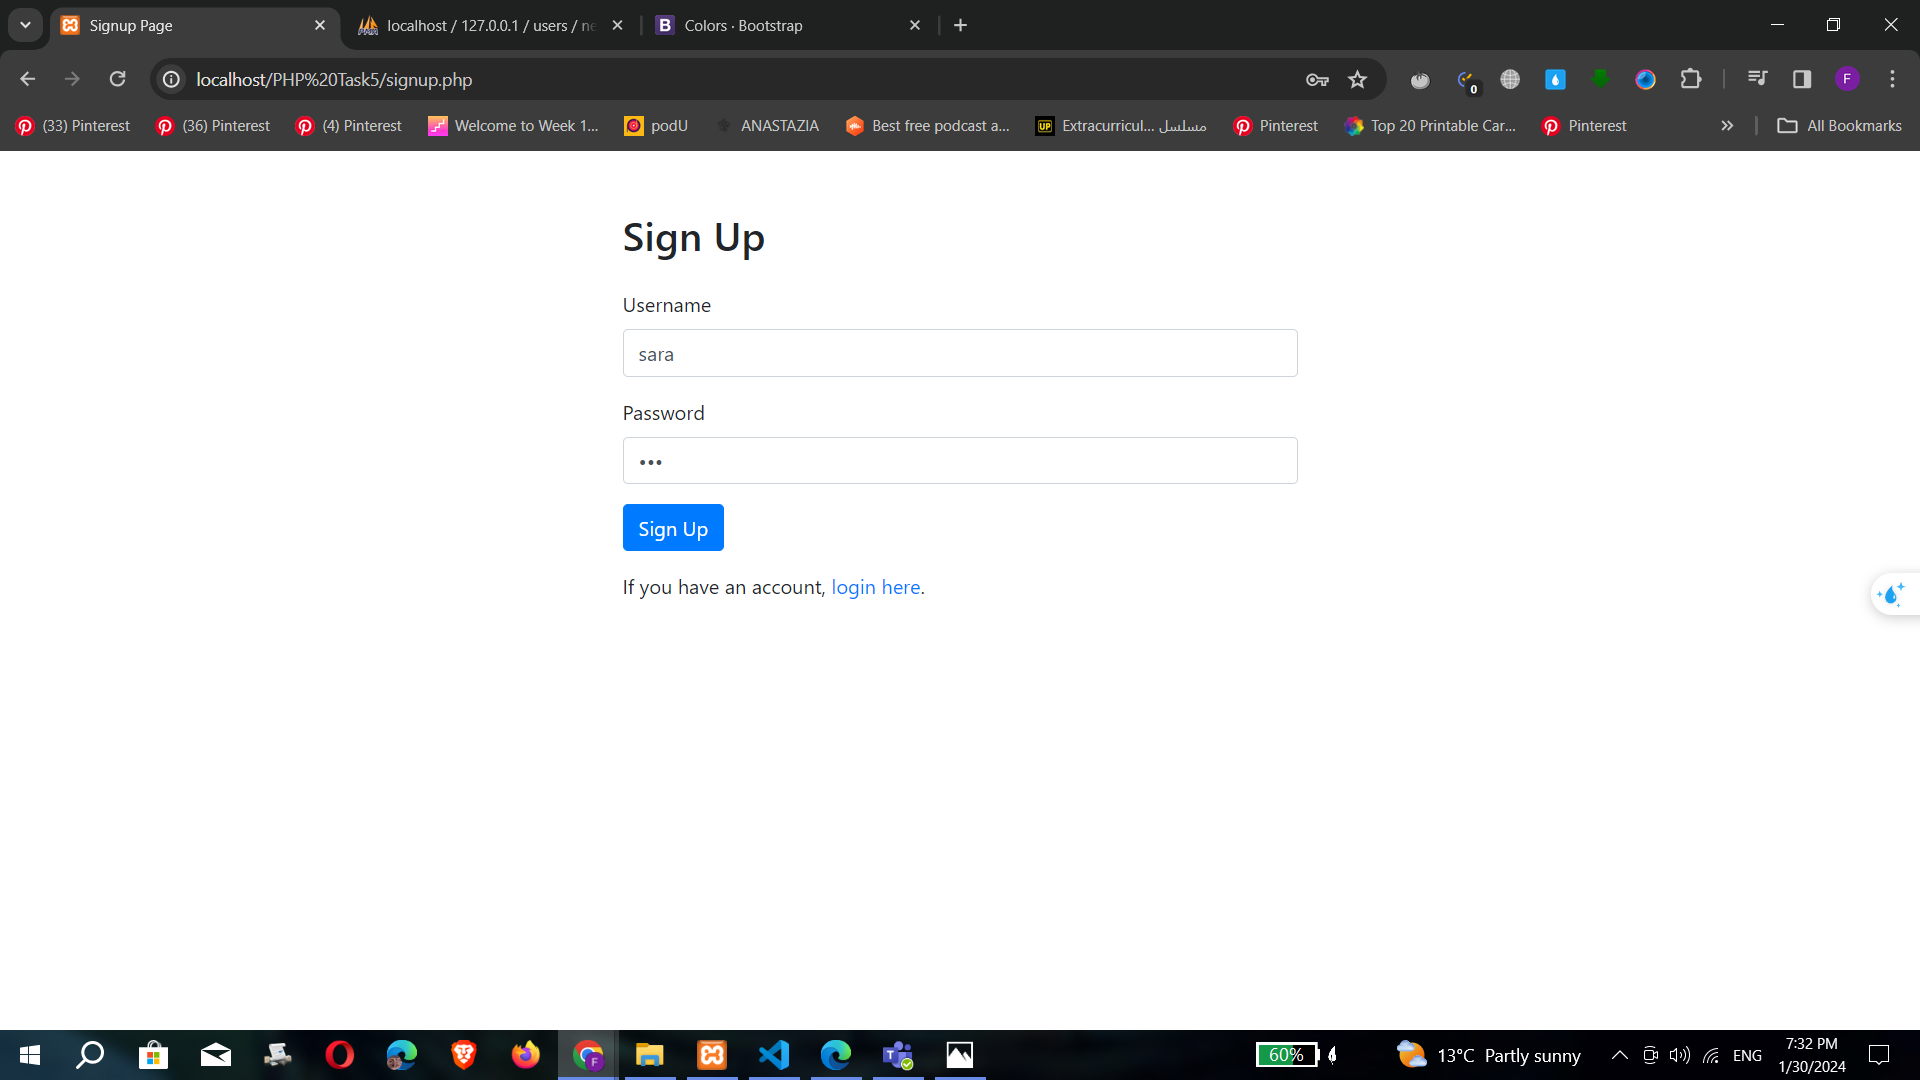 Signup Page
localhost / 127.0.0.1 / users / ne
Colors · Bootstrap
localhost/PHP%20Task5/signup.php
0
F
(33) Pinterest
(36) Pinterest
(4) Pinterest
Welcome to Week 1...
podU
ANASTAZIA
Best free podcast a...
Extracurricul... مسلسل
Pinterest
Top 20 Printable Car...
Pinterest
All Bookmarks
Sign Up
Username
sara
Password
•••
Sign Up
If you have an account, login here.
60%
13°C Partly sunny
ENG
7:32 PM
1/30/2024